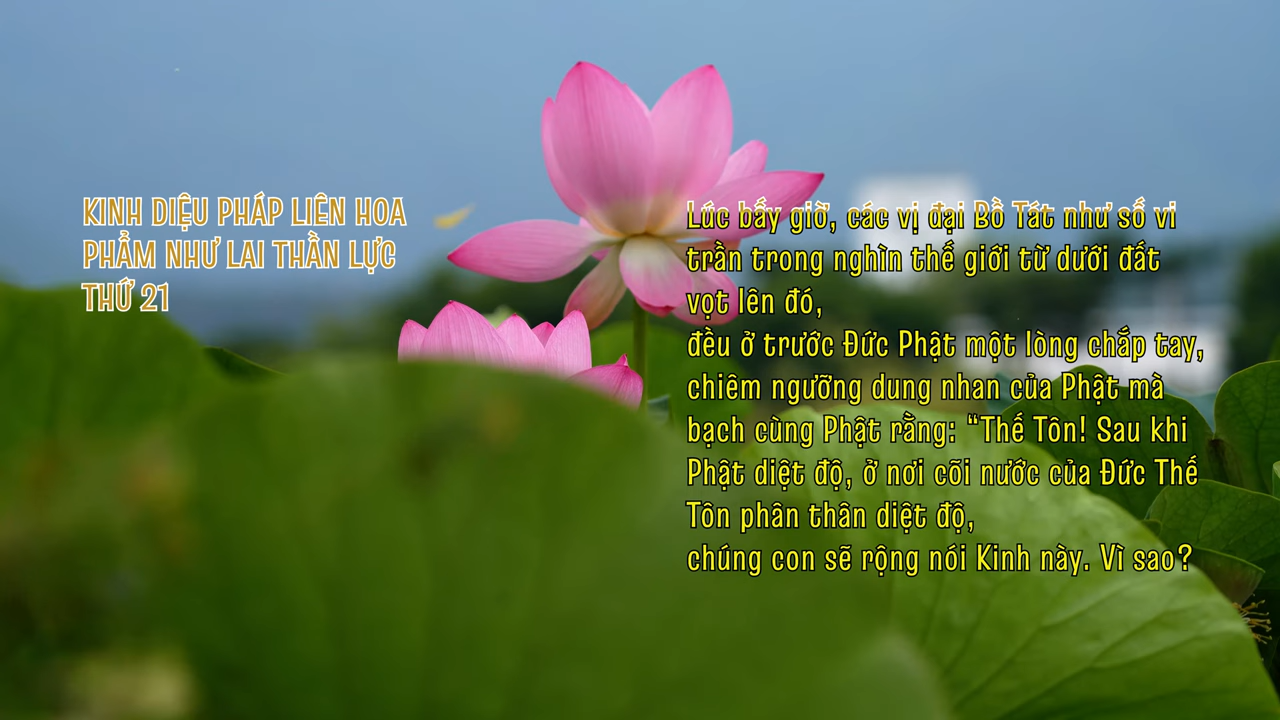 KINH DIỆU PHÁP LIÊN HOA
PHẨM NHƯ LAI THẦN LỰC
THỨ 21
Lúc bấy giờ, các vị đại Bồ Tát như số vi
trần trong nghìn thế giới từ dưới đất
vọt lên đó,
đều ở trước Đức Phật một lòng chắp tay,
chiêm ngưỡng dung nhan của Phật mà
bạch cùng Phật rằng: “Thế Tôn! Sau khi
Phật diệt độ, ở nơi cõi nước của Đức Thế
Tôn phân thân diệt độ,
chúng con sẽ rộng nói Kinh này. Vì sao?